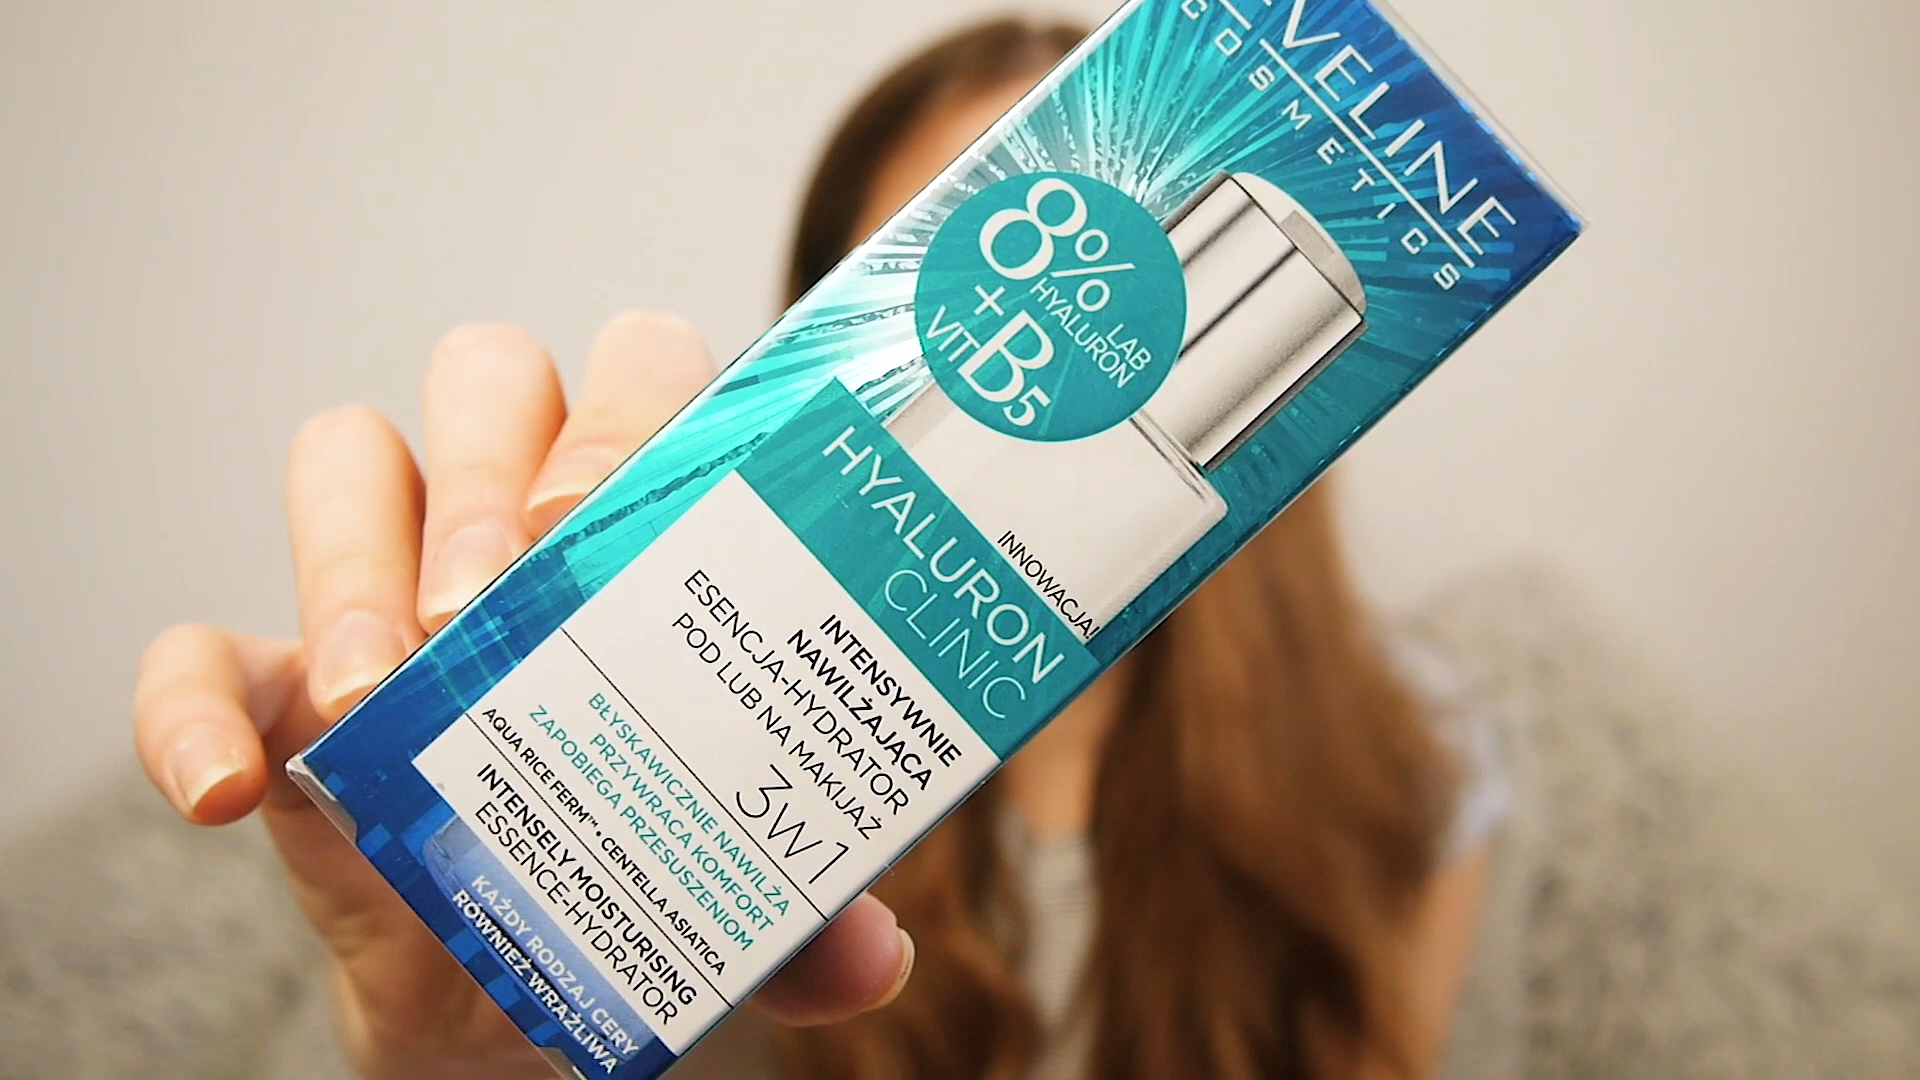 EVELINE
COSMETICS
8%
LAB
HYALURON
+
VIT B5
INNOWACJA!
HYALURON
CLINIC
INTENSYWNIE
NAWILŻAJĄCA
ESENCJA-HYDRATOR
POD LUB NA MAKIJAŻ
3W1
BŁYSKAWICZNIE NAWILŻA
PRZYWRACA KOMFORT
ZAPOBIEGA PRZESUSZENIOM
AQUA RICE FERM™ • CENTELLA ASIATICA
INTENSELY MOISTURISING
ESSENCE-HYDRATOR
KAŻDY RODZAJ CERY
RÓWNIEŻ WRAŻLIWA